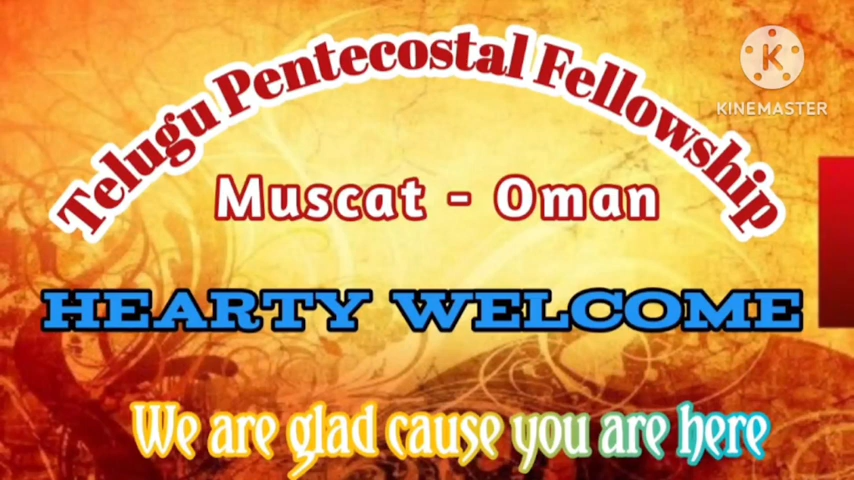 Telugu Pentecostal Fellowship
K
KINEMASTER
Muscat - Oman
HEARTY WELCOME
We are glad cause you are here